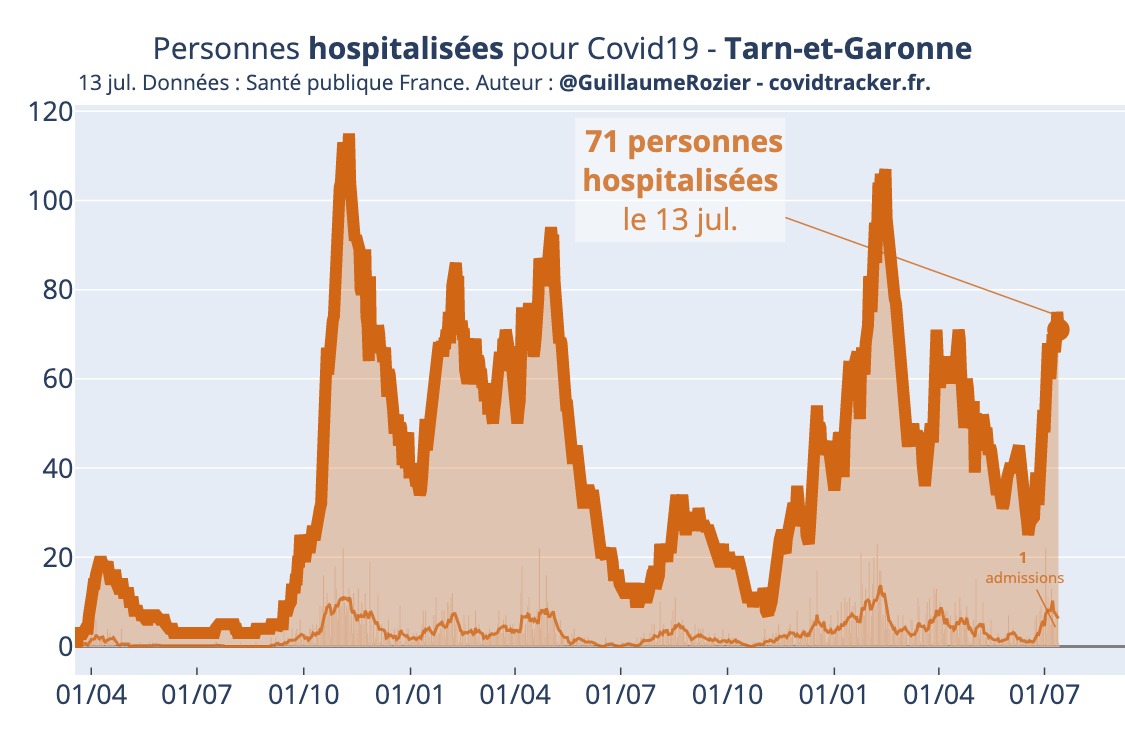 Personnes hospitalisées pour Covid19 - Tarn-et-Garonne
13 jul. Données : Santé publique France. Auteur : @GuillaumeRozier - covidtracker.fr.
120
100
80
60
40
20
0
71 personnes
hospitalisées
le 13 jul.
1
admissions
01/04 01/07 01/10 01/01 01/04 01/07 01/10 01/01 01/04 01/07